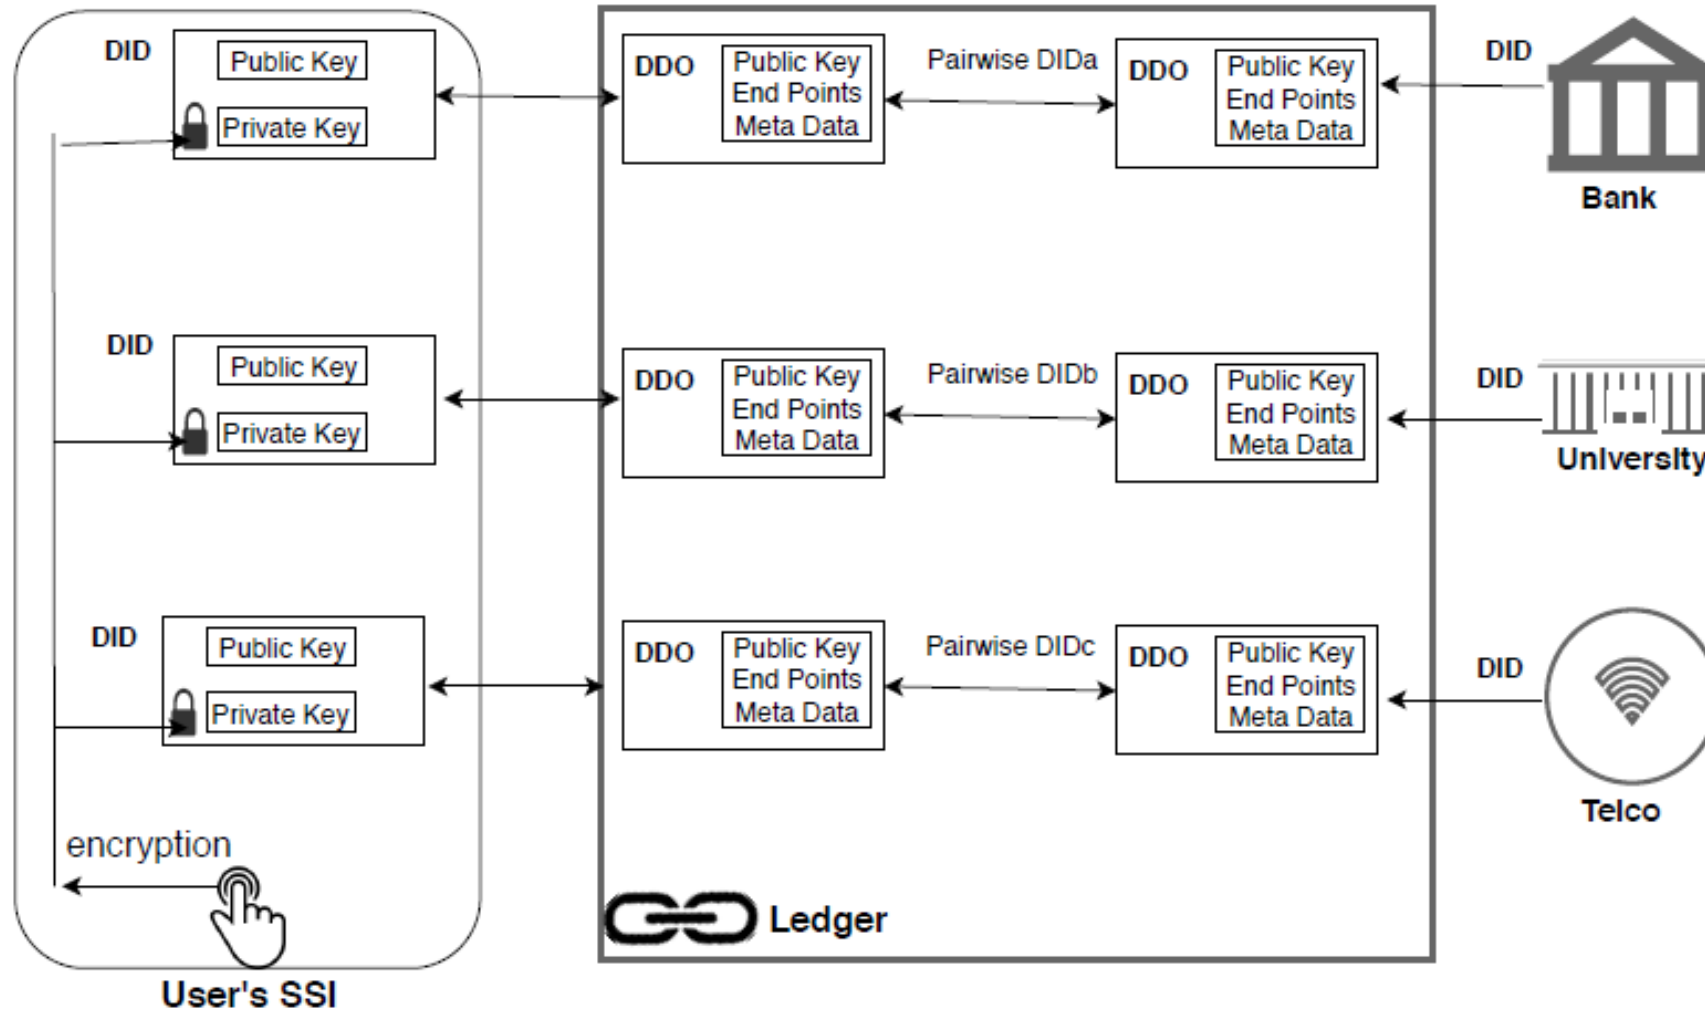 DID
Public Key
Private Key
DDO
Public Key
End Points
Meta Data
Pairwise DIDa
DDO
Public Key
End Points
Meta Data
DID
Bank
DID
Public Key
Private Key
DDO
Public Key
End Points
Meta Data
Pairwise DIDb
DDO
Public Key
End Points
Meta Data
DID
University
DID
Public Key
Private Key
DDO
Public Key
End Points
Meta Data
Pairwise DIDc
DDO
Public Key
End Points
Meta Data
DID
Telco
encryption
Ledger
User's SSI